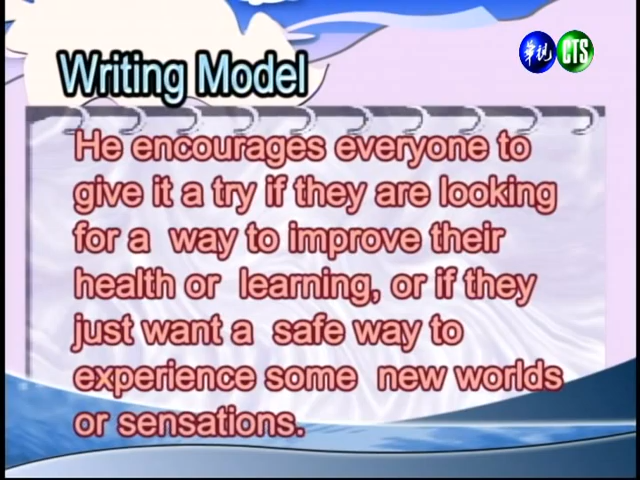 Writing Model
華視 CTS
He encourages everyone to
give it a try if they are looking
for a way to improve their
health or learning, or if they
just want a safe way to
experience some new worlds
or sensations.